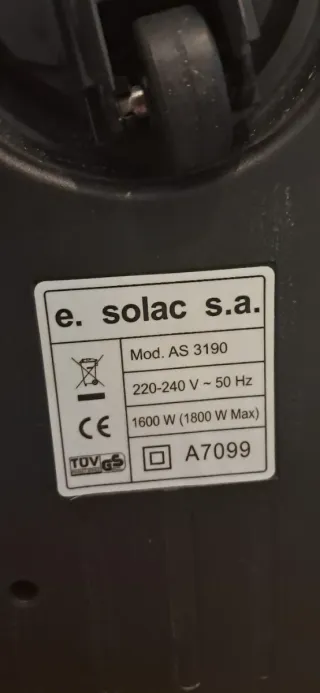 e. solac s.a.
Mod. AS 3190
220-240 V ~ 50 Hz
1600 W (1800 W Max)
CE
TÜV GS
A7099